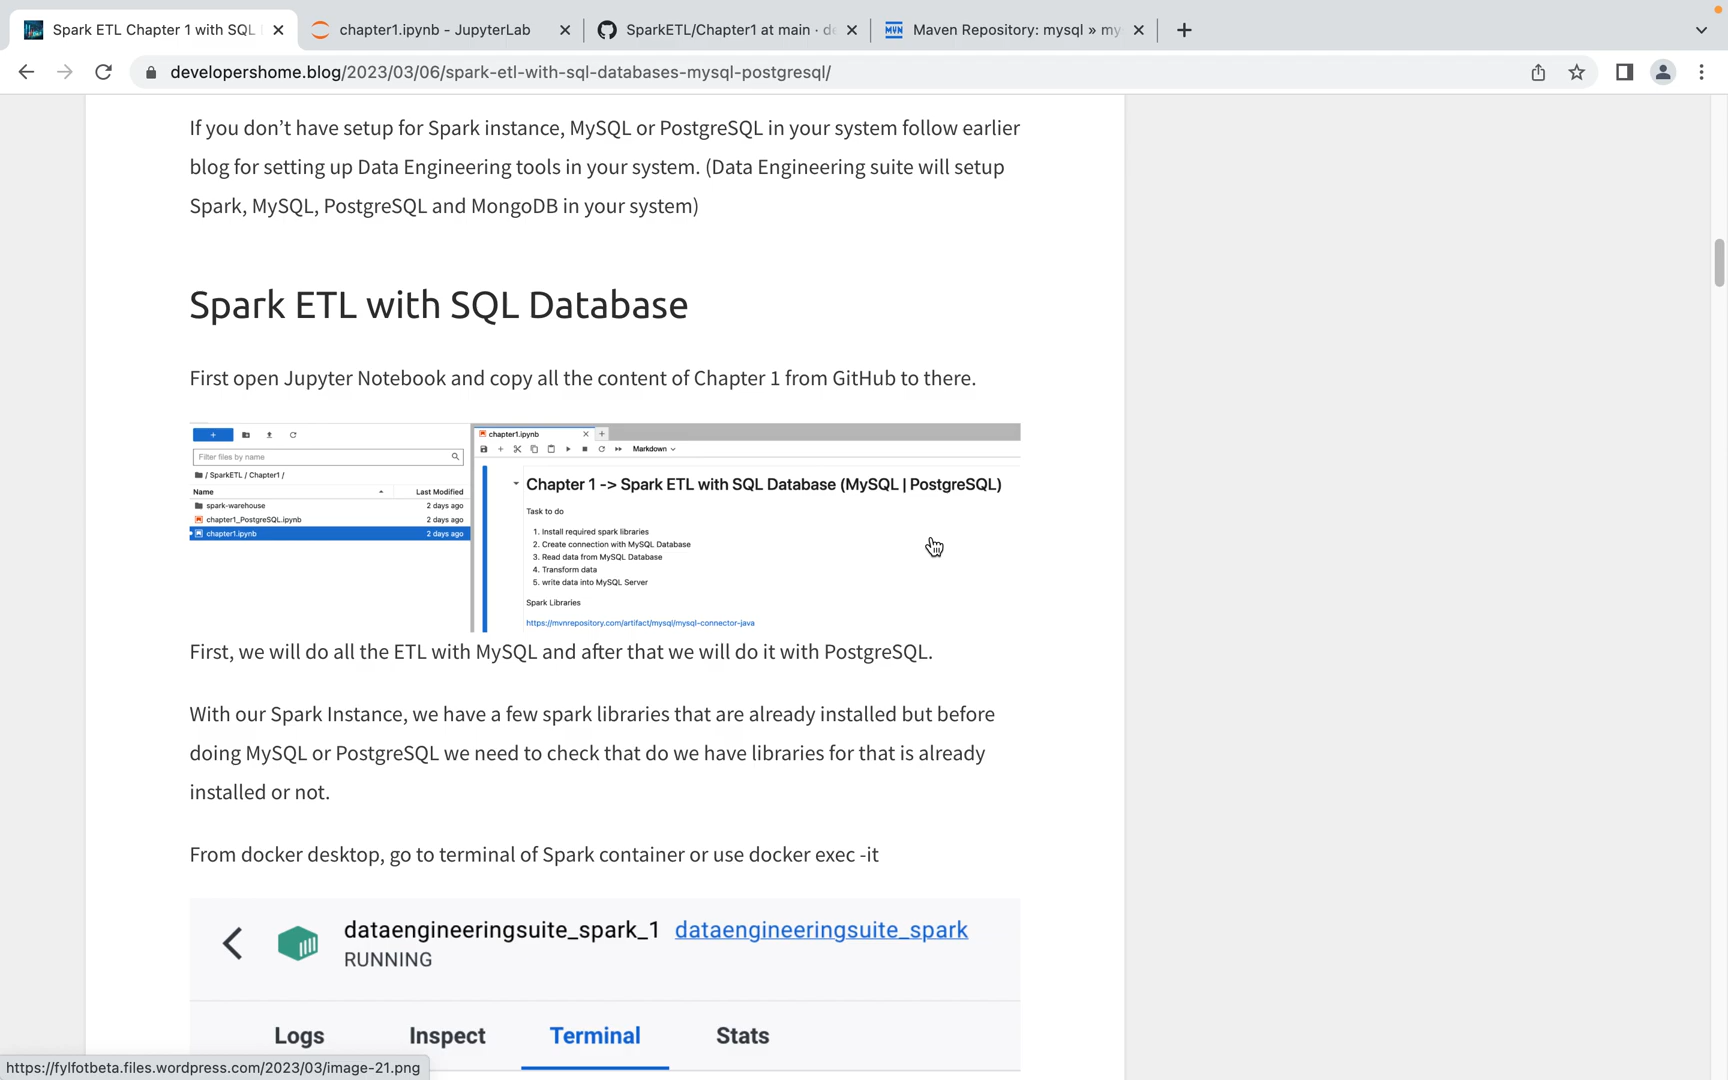 Spark ETL Chapter 1 with SQL
chapter1.ipynb - JupyterLab
SparkETL/Chapter1 at main · de
MVN Maven Repository: mysql » my
developershome.blog/2023/03/06/spark-etl-with-sql-databases-mysql-postgresql/
If you don’t have setup for Spark instance, MySQL or PostgreSQL in your system follow earlier
blog for setting up Data Engineering tools in your system. (Data Engineering suite will setup
Spark, MySQL, PostgreSQL and MongoDB in your system)
Spark ETL with SQL Database
First open Jupyter Notebook and copy all the content of Chapter 1 from GitHub to there.
Filter files by name
/ SparkETL / Chapter1 /
Name Last Modified
spark-warehouse 2 days ago
chapter1_PostgreSQL.ipynb 2 days ago
chapter1.ipynb 2 days ago
chapter1.ipynb
Markdown
Chapter 1 -> Spark ETL with SQL Database (MySQL | PostgreSQL)
Task to do
1. Install required spark libraries
2. Create connection with MySQL Database
3. Read data from MySQL Database
4. Transform data
5. write data into MySQL Server
Spark Libraries
https://mvnrepository.com/artifact/mysql/mysql-connector-java
First, we will do all the ETL with MySQL and after that we will do it with PostgreSQL.
With our Spark Instance, we have a few spark libraries that are already installed but before
doing MySQL or PostgreSQL we need to check that do we have libraries for that is already
installed or not.
From docker desktop, go to terminal of Spark container or use docker exec -it
dataengineeringsuite_spark_1 dataengineeringsuite_spark
RUNNING
Logs Inspect Terminal Stats
https://fylfotbeta.files.wordpress.com/2023/03/image-21.png